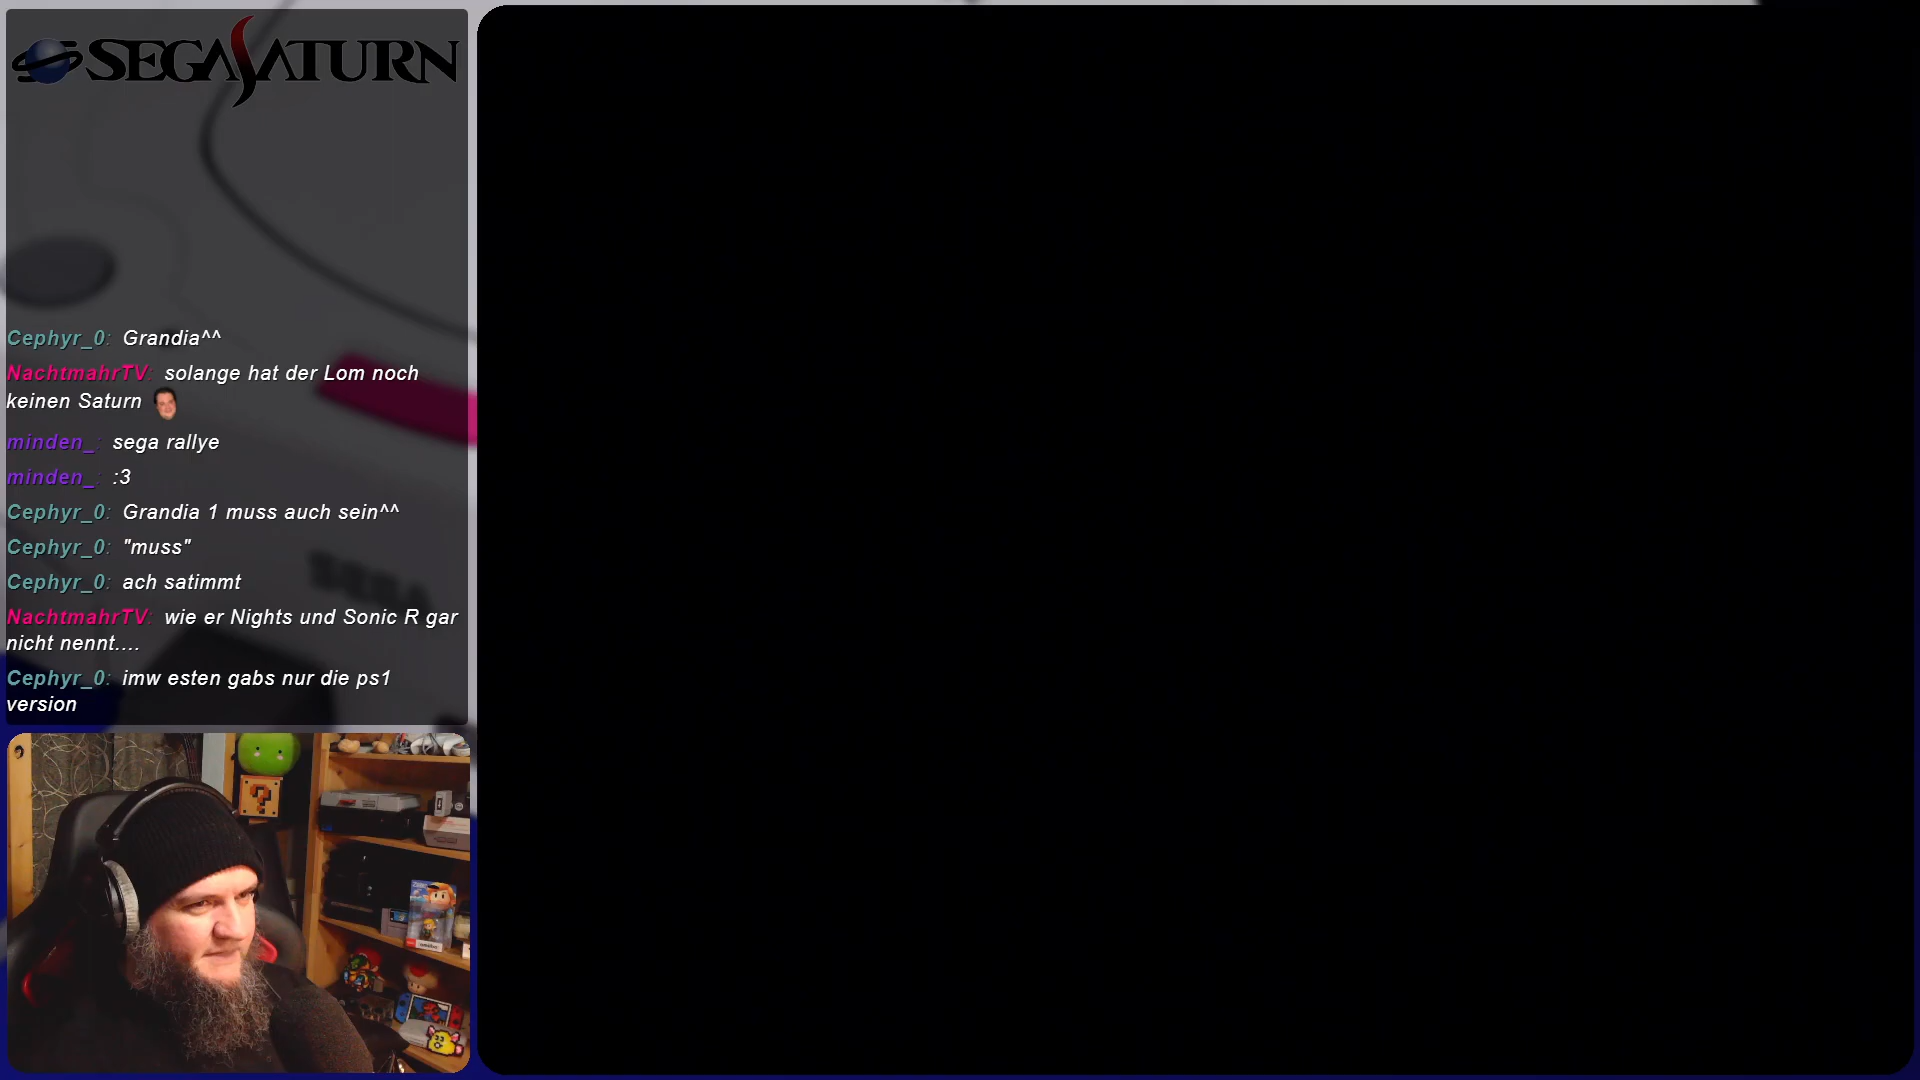 SEGA SATURN
Cephyr_0: Grandia^^
NachtmahrTV: solange hat der Lom noch
keinen Saturn
minden_: sega rallye
minden_: :3
Cephyr_0: Grandia 1 muss auch sein^^
Cephyr_0: "muss"
Cephyr_0: ach satimmt
NachtmahrTV: wie er Nights und Sonic R gar
nicht nennt....
Cephyr_0: imw esten gabs nur die ps1
version
SEGA
?